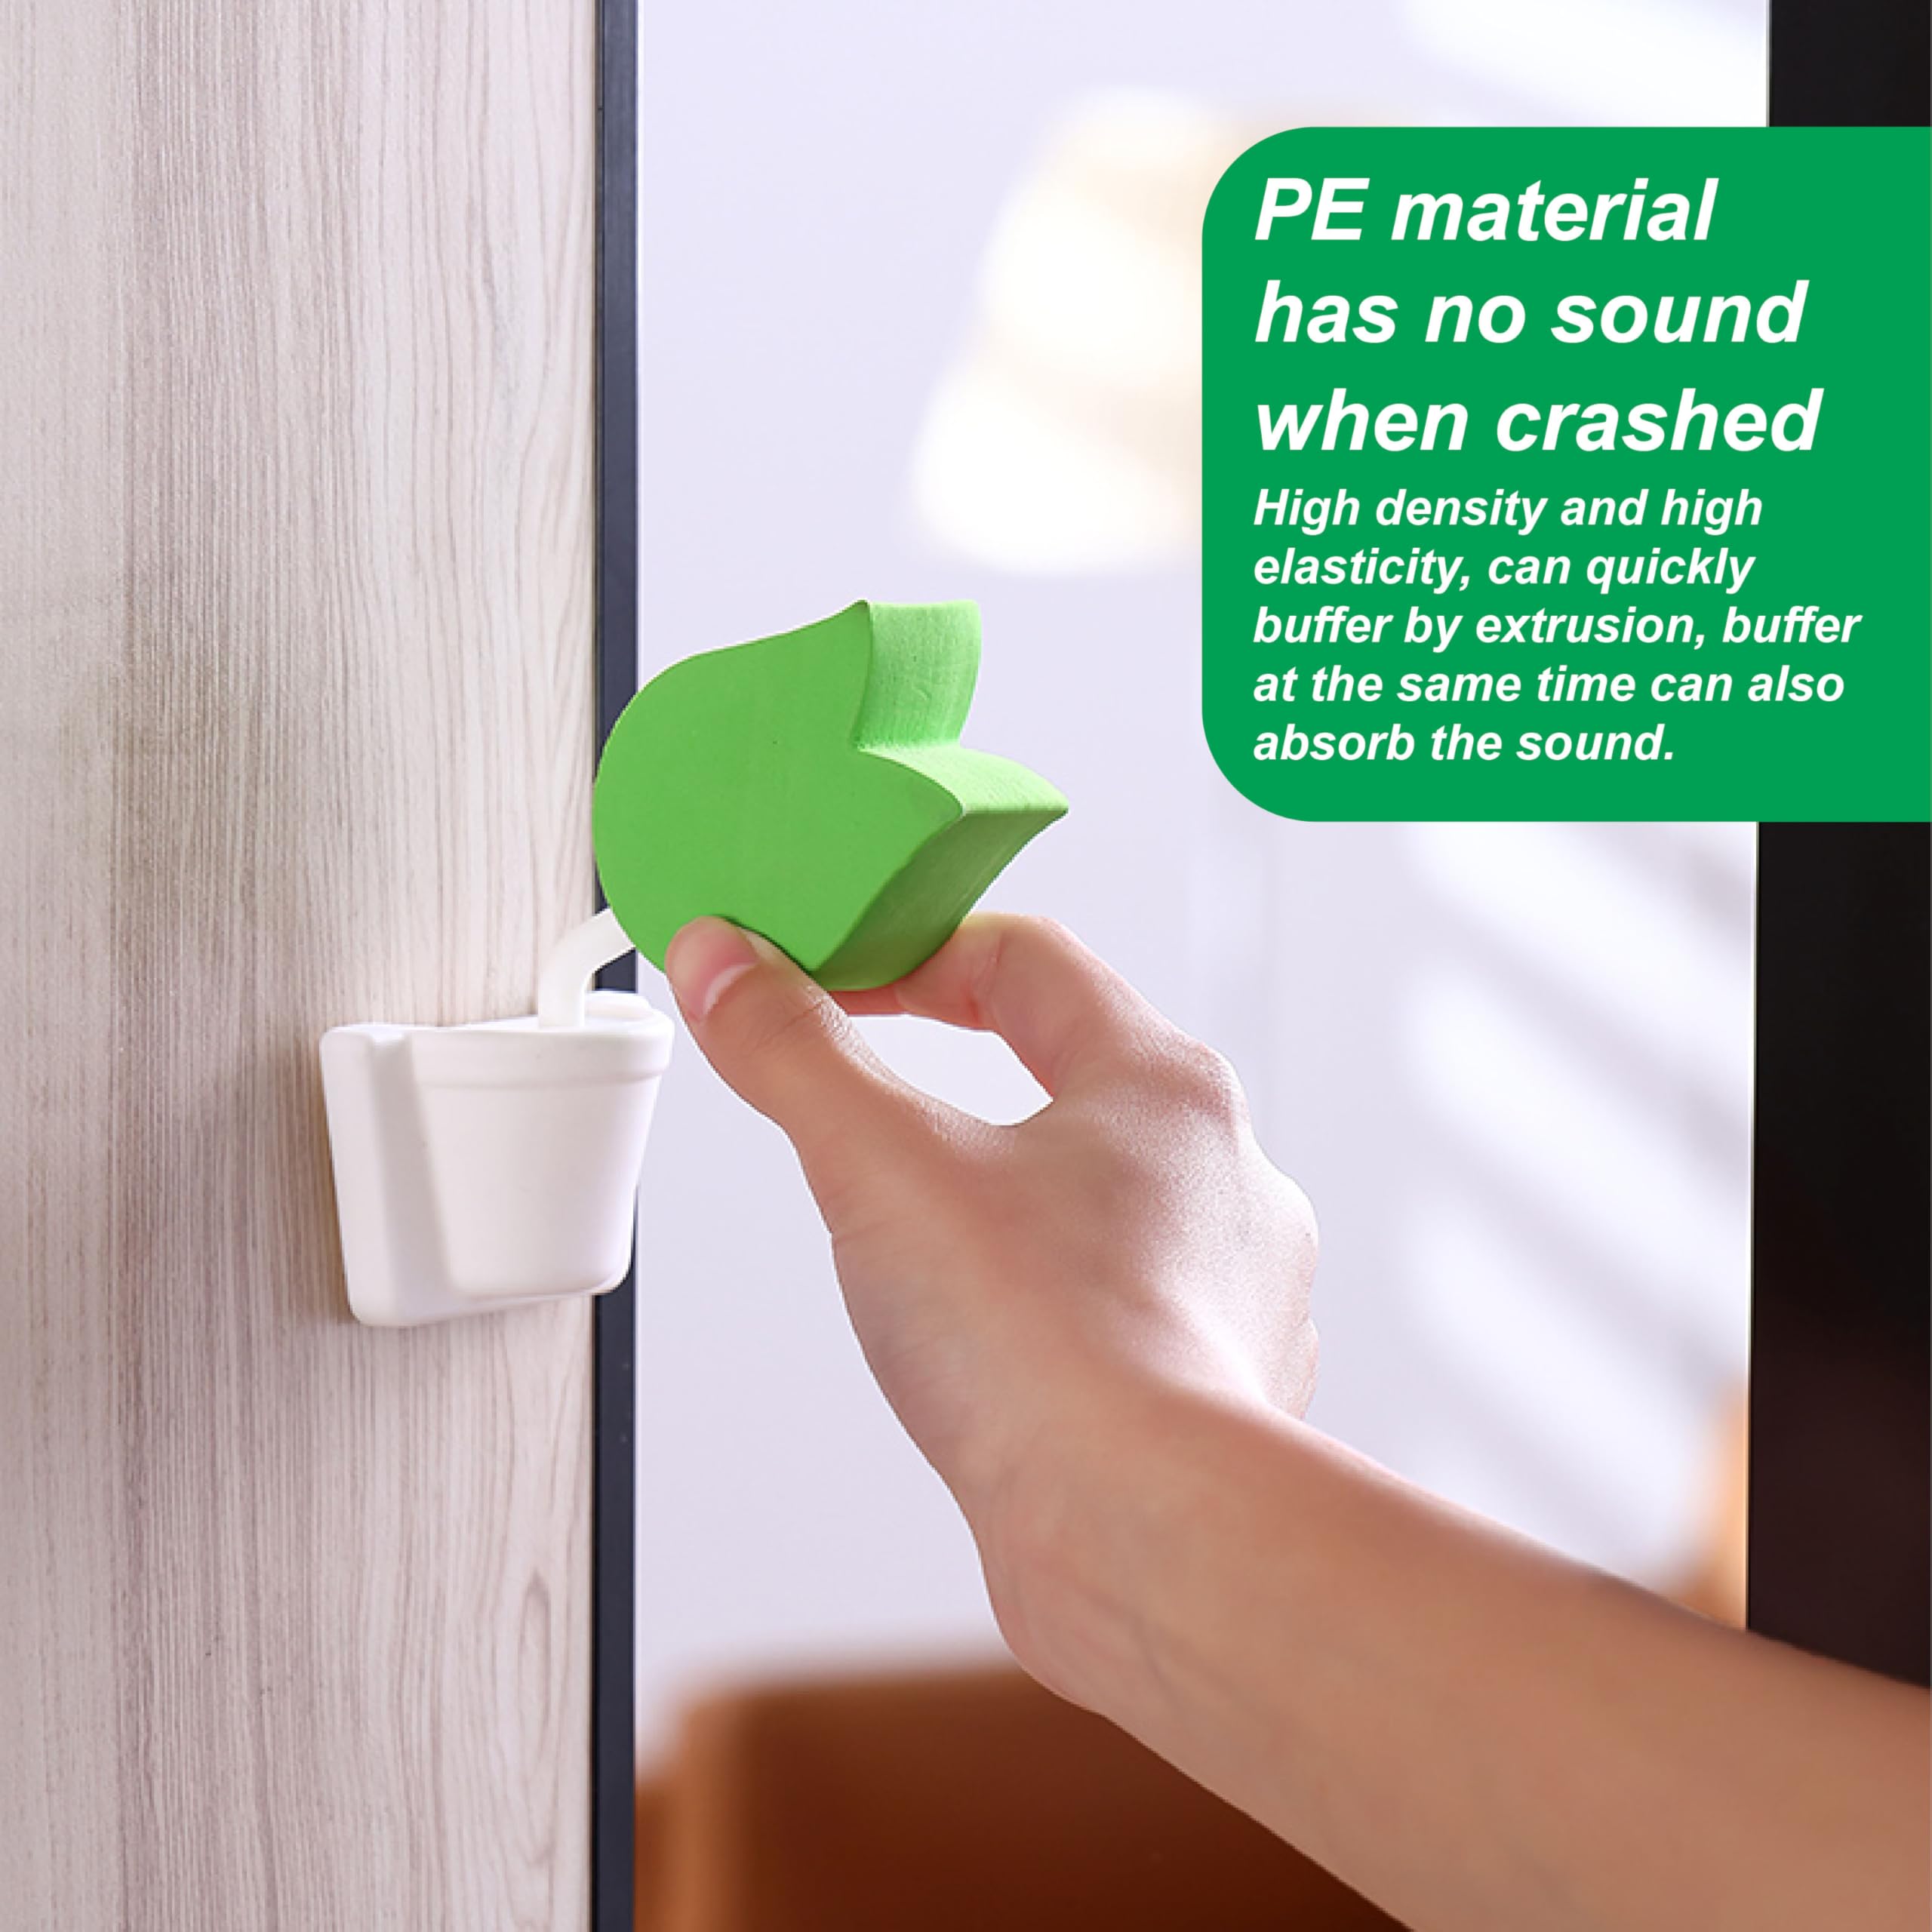 PE material
has no sound
when crashed
High density and high
elasticity, can quickly
buffer by extrusion, buffer
at the same time can also
absorb the sound.